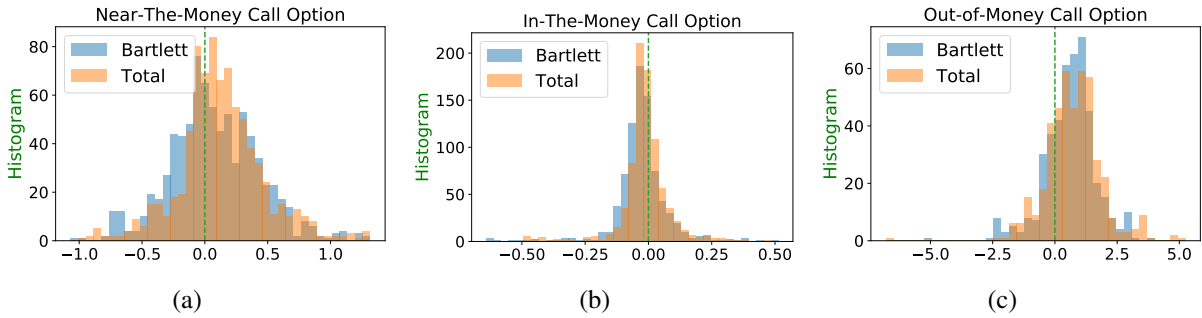 Near-The-Money Call Option
Bartlett
Total
Histogram
80
60
40
20
0
−1.0 −0.5 0.0 0.5 1.0
(a)
In-The-Money Call Option
Bartlett
Total
Histogram
200
150
100
50
0
−0.50 −0.25 0.00 0.25 0.50
(b)
Out-of-Money Call Option
Bartlett
Total
Histogram
60
40
20
0
−5.0 −2.5 0.0 2.5 5.0
(c)